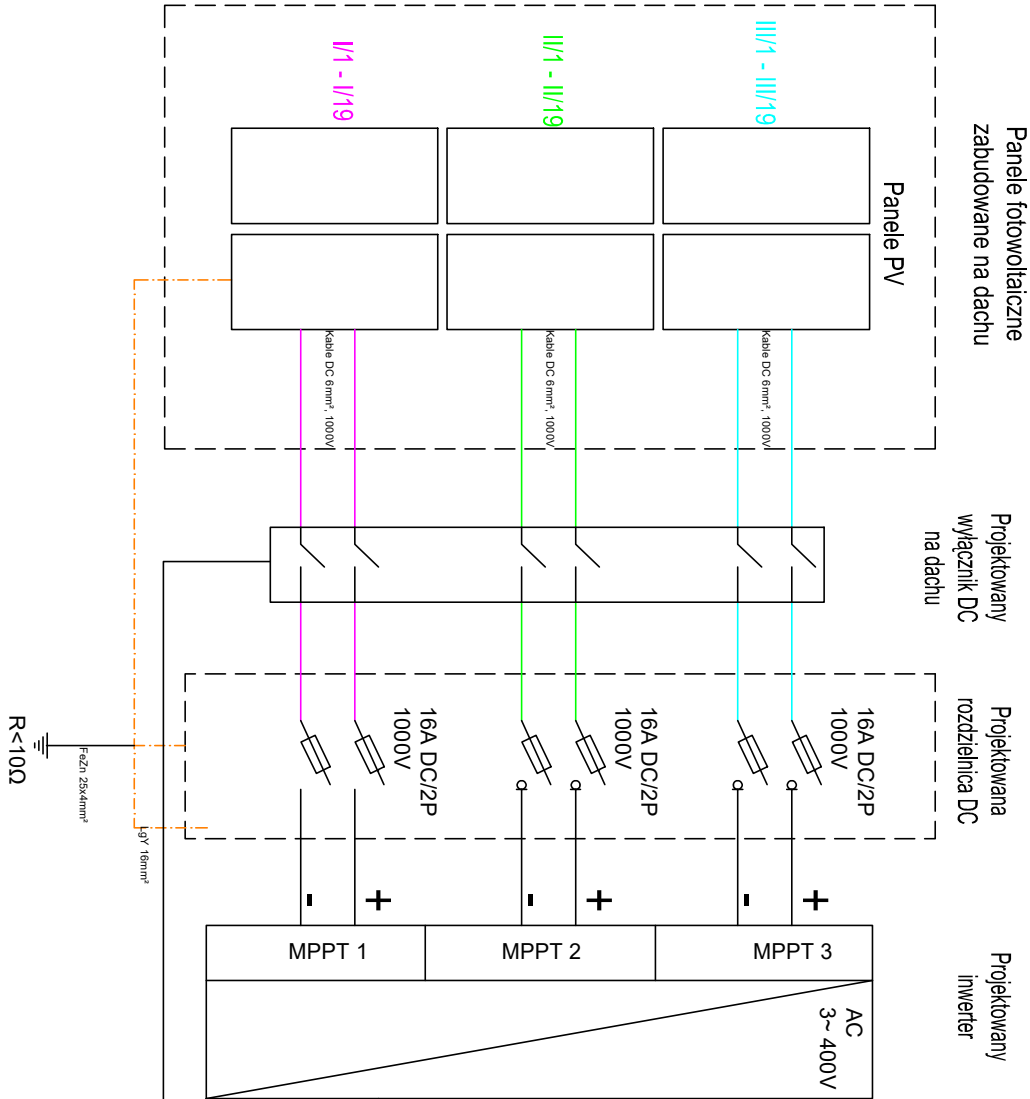 Panele fotowoltaiczne
zabudowane na dachu
Panele PV
I/1 - I/19
II/1 - II/19
III/1 - III/19
Kable DC 6mm², 1000V
Kable DC 6mm², 1000V
Kable DC 6mm², 1000V
Projektowany
wyłącznik DC
na dachu
Projektowana
rozdzielnica DC
16A DC/2P
1000V
16A DC/2P
1000V
16A DC/2P
1000V
R<10Ω
FeZn 25x4mm²
LgY 16mm²
- +
- +
- +
Projektowany
inwerter
MPPT 1
MPPT 2
MPPT 3
AC
3~ 400V